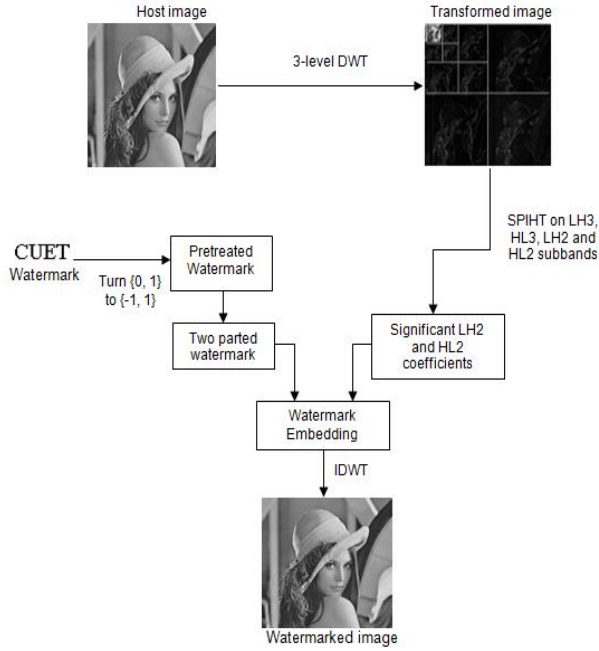 Host image
Transformed image
3-level DWT
SPIHT on LH3,
HL3, LH2 and
HL2 subbands
CUET
Watermark
Turn {0, 1}
to {-1, 1}
Pretreated
Watermark
Two parted
watermark
Significant LH2
and HL2
coefficients
Watermark
Embedding
IDWT
Watermarked image